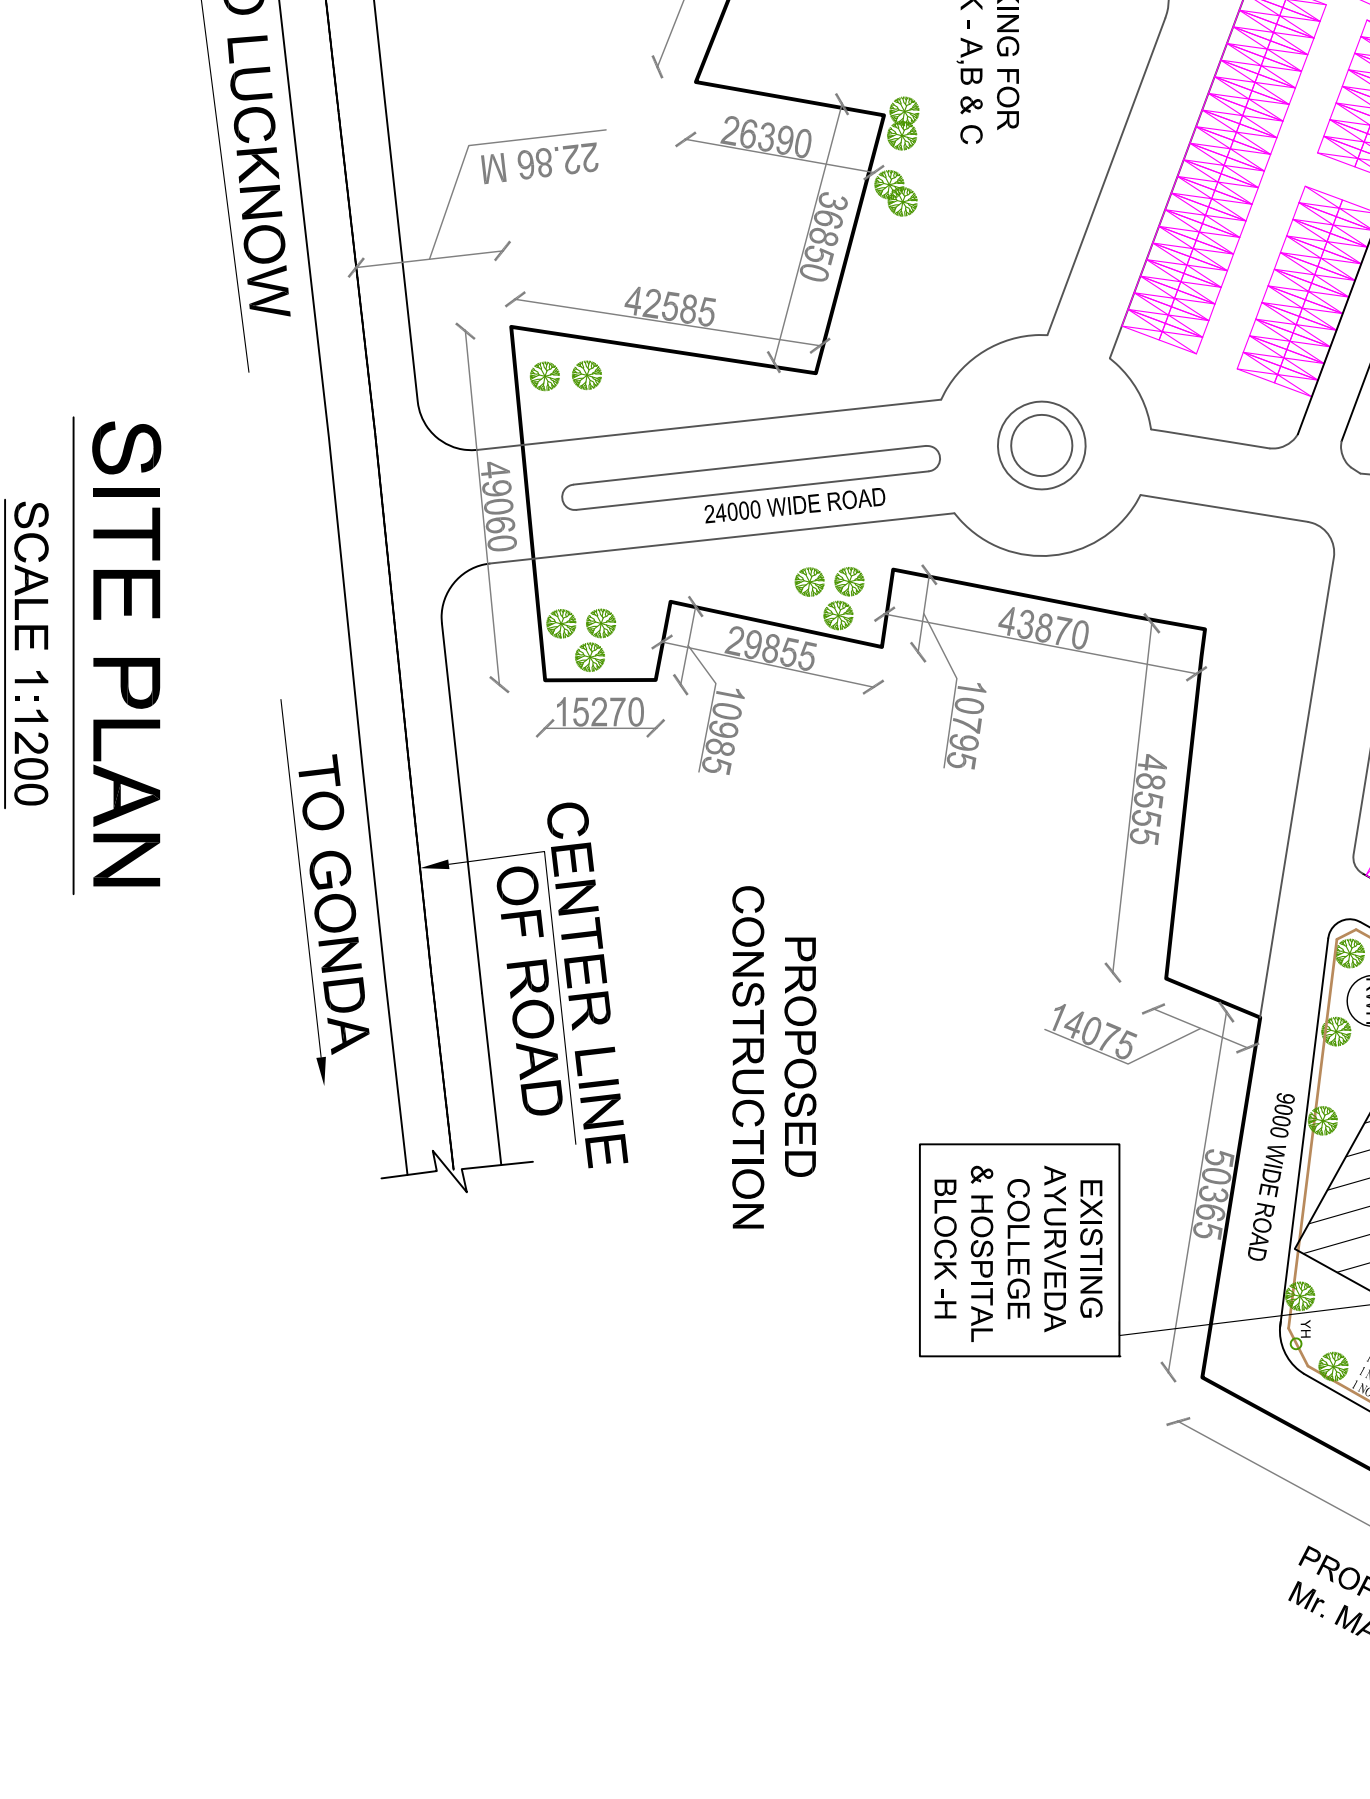 SITE PLAN
SCALE 1:1200
LUCKNOW
TO GONDA
CENTER LINE
OF ROAD
PROPOSED
CONSTRUCTION
EXISTING
AYURVEDA
COLLEGE
& HOSPITAL
BLOCK -H
24000 WIDE ROAD
9000 WIDE ROAD
FOR
- A,B & C
22.86 M
26390
36850
42585
49060
15270
10985
29855
10795
43870
48555
14075
50365
YH
Mr.